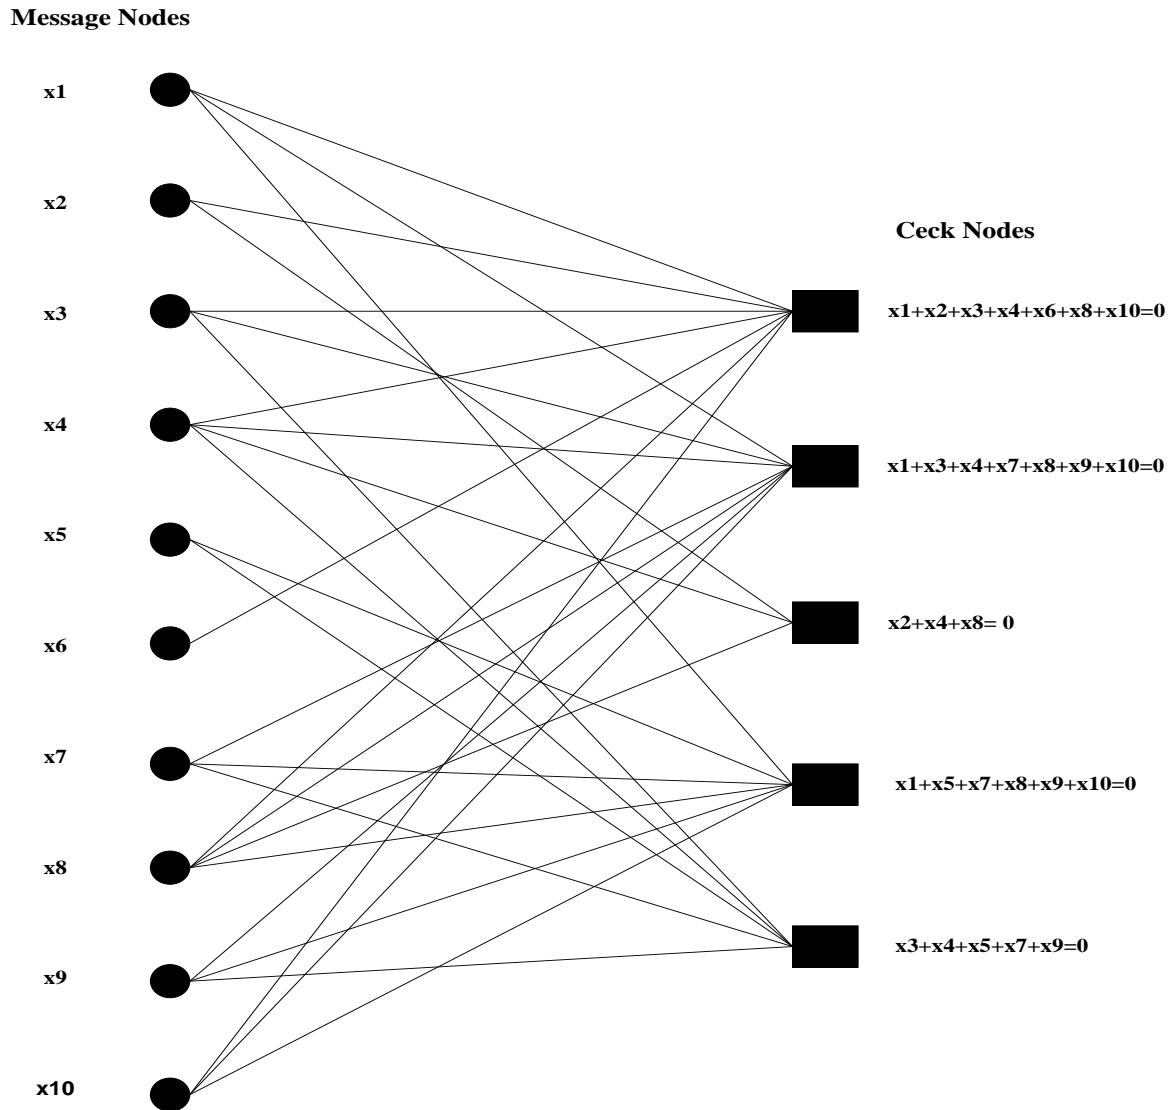 Message Nodes
x1
x2
Ceck Nodes
x3
x1+x2+x3+x4+x6+x8+x10=0
x4
x1+x3+x4+x7+x8+x9+x10=0
x5
x2+x4+x8= 0
x6
x7
x1+x5+x7+x8+x9+x10=0
x8
x3+x4+x5+x7+x9=0
x9
x10